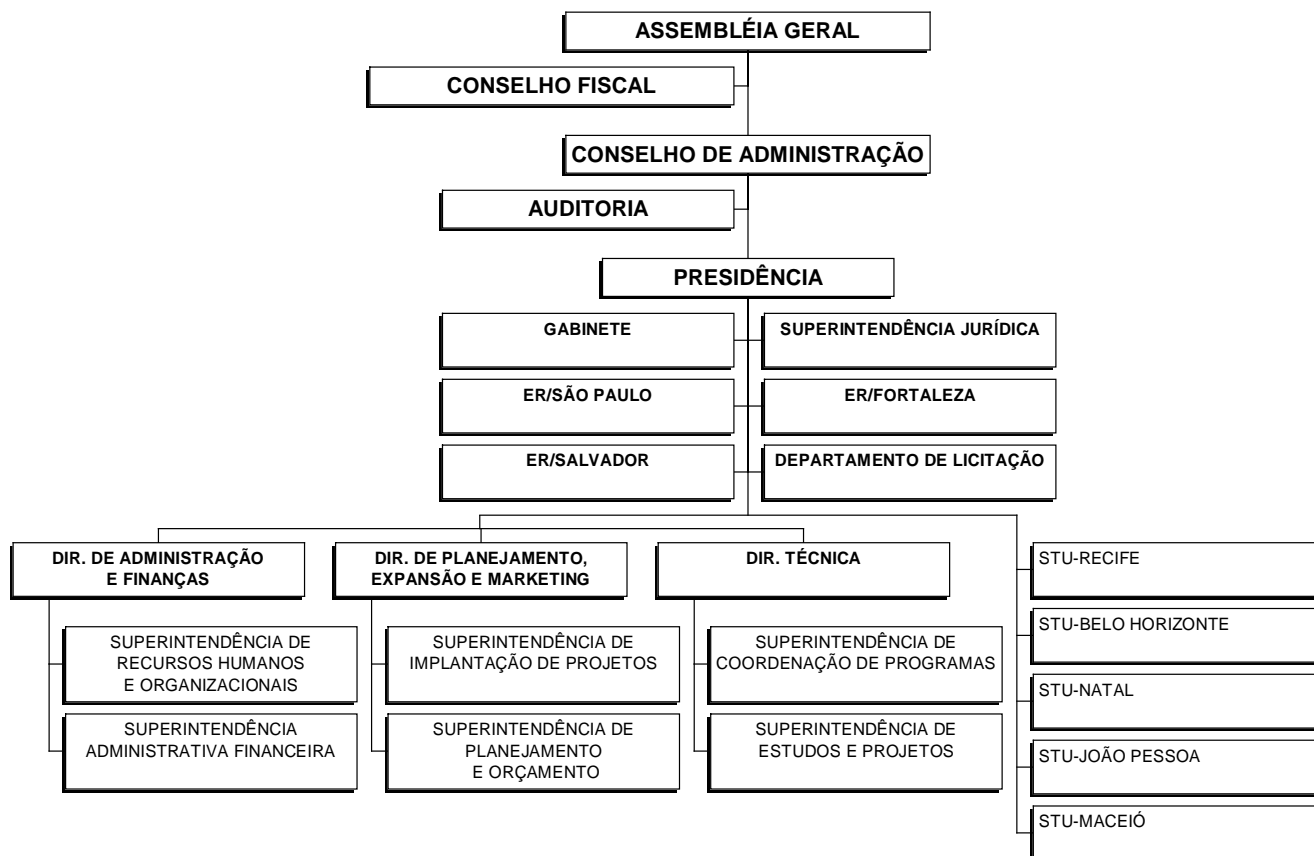 ASSEMBLÉIA GERAL
CONSELHO FISCAL
CONSELHO DE ADMINISTRAÇÃO
AUDITORIA
PRESIDÊNCIA
GABINETE
SUPERINTENDÊNCIA JURÍDICA
ER/SÃO PAULO
ER/FORTALEZA
ER/SALVADOR
DEPARTAMENTO DE LICITAÇÃO
DIR. DE ADMINISTRAÇÃO
E FINANÇAS
SUPERINTENDÊNCIA DE
RECURSOS HUMANOS
E ORGANIZACIONAIS
SUPERINTENDÊNCIA
ADMINISTRATIVA FINANCEIRA
DIR. DE PLANEJAMENTO,
EXPANSÃO E MARKETING
SUPERINTENDÊNCIA DE
IMPLANTAÇÃO DE PROJETOS
SUPERINTENDÊNCIA DE
PLANEJAMENTO
E ORÇAMENTO
DIR. TÉCNICA
SUPERINTENDÊNCIA DE
COORDENAÇÃO DE PROGRAMAS
SUPERINTENDÊNCIA DE
ESTUDOS E PROJETOS
STU-RECIFE
STU-BELO HORIZONTE
STU-NATAL
STU-JOÃO PESSOA
STU-MACEIÓ